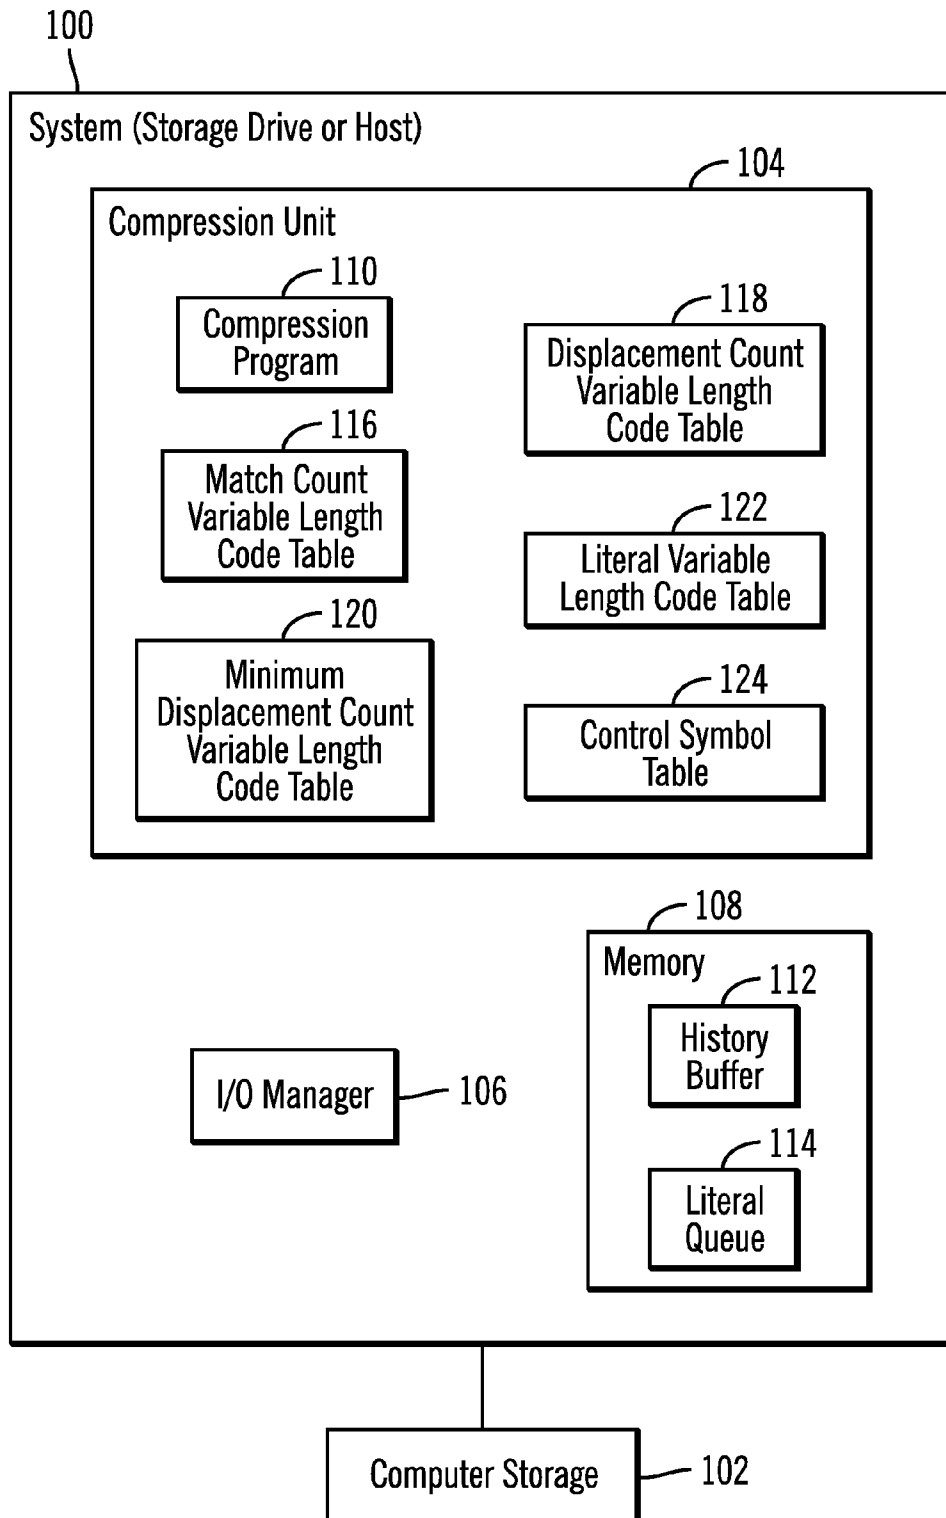 100
System (Storage Drive or Host)
104
Compression Unit
110
Compression
Program
118
Displacement Count
Variable Length
Code Table
116
Match Count
Variable Length
Code Table
122
Literal Variable
Length Code Table
120
Minimum
Displacement Count
Variable Length
Code Table
124
Control Symbol
Table
108
Memory
112
History
Buffer
I/O Manager
106
114
Literal
Queue
Computer Storage
102